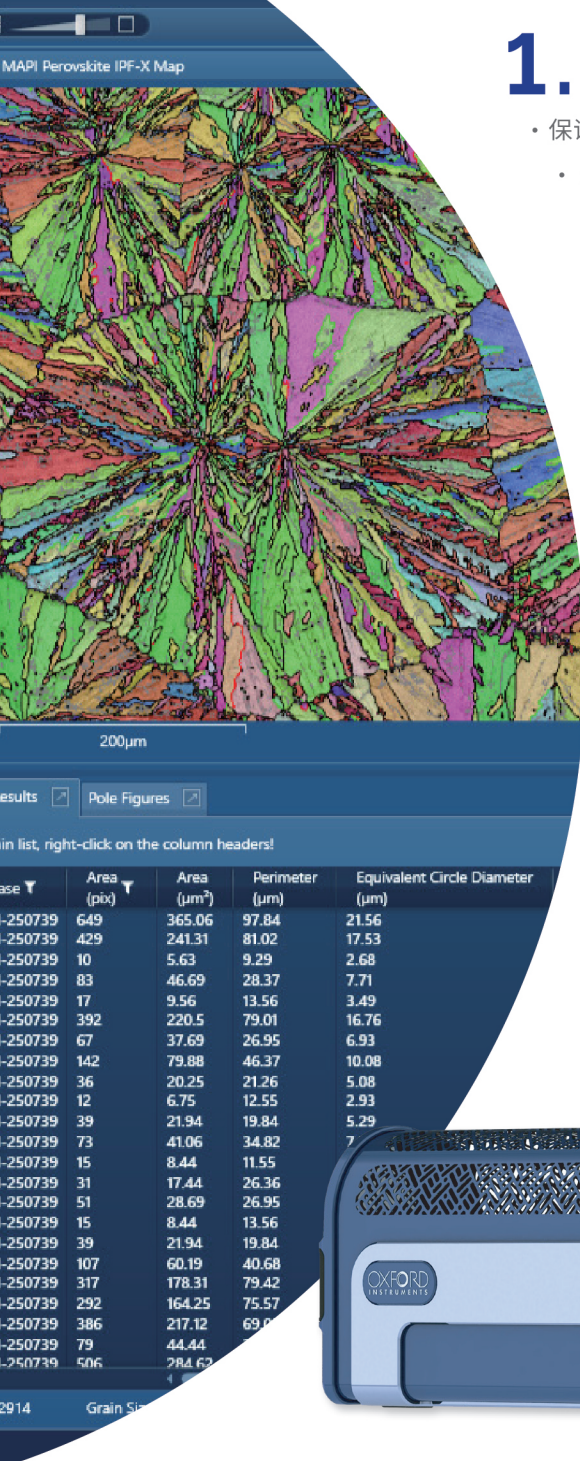 MAPI Perovskite IPF-X Map
1.
· 保
·
200μm
Pole Figures
list, right-click on the column headers!
Area (pix) Area (μm²) Perimeter (μm) Equivalent Circle Diameter (μm)
-250739 649 365.06 97.84 21.56
-250739 429 241.31 81.02 17.53
-250739 10 5.63 9.29 2.68
-250739 83 46.69 28.37 7.71
-250739 17 9.56 13.56 3.49
-250739 392 220.5 79.01 16.76
-250739 67 37.69 26.95 6.93
-250739 142 79.88 46.37 10.08
-250739 36 20.25 21.26 5.08
-250739 12 6.75 12.55 2.93
-250739 39 21.94 19.84 5.29
-250739 73 41.06 34.82 7
-250739 15 8.44 11.55
-250739 31 17.44 26.36
-250739 51 28.69 26.95
-250739 15 8.44 13.56
-250739 39 21.94 19.84
-250739 107 60.19 40.68
-250739 317 178.31 79.42
-250739 292 164.25 75.57
-250739 386 217.12 69.0
-250739 79 44.44
-250739 506 284.62
2914 Grain
OXFORD
INSTRUMENTS